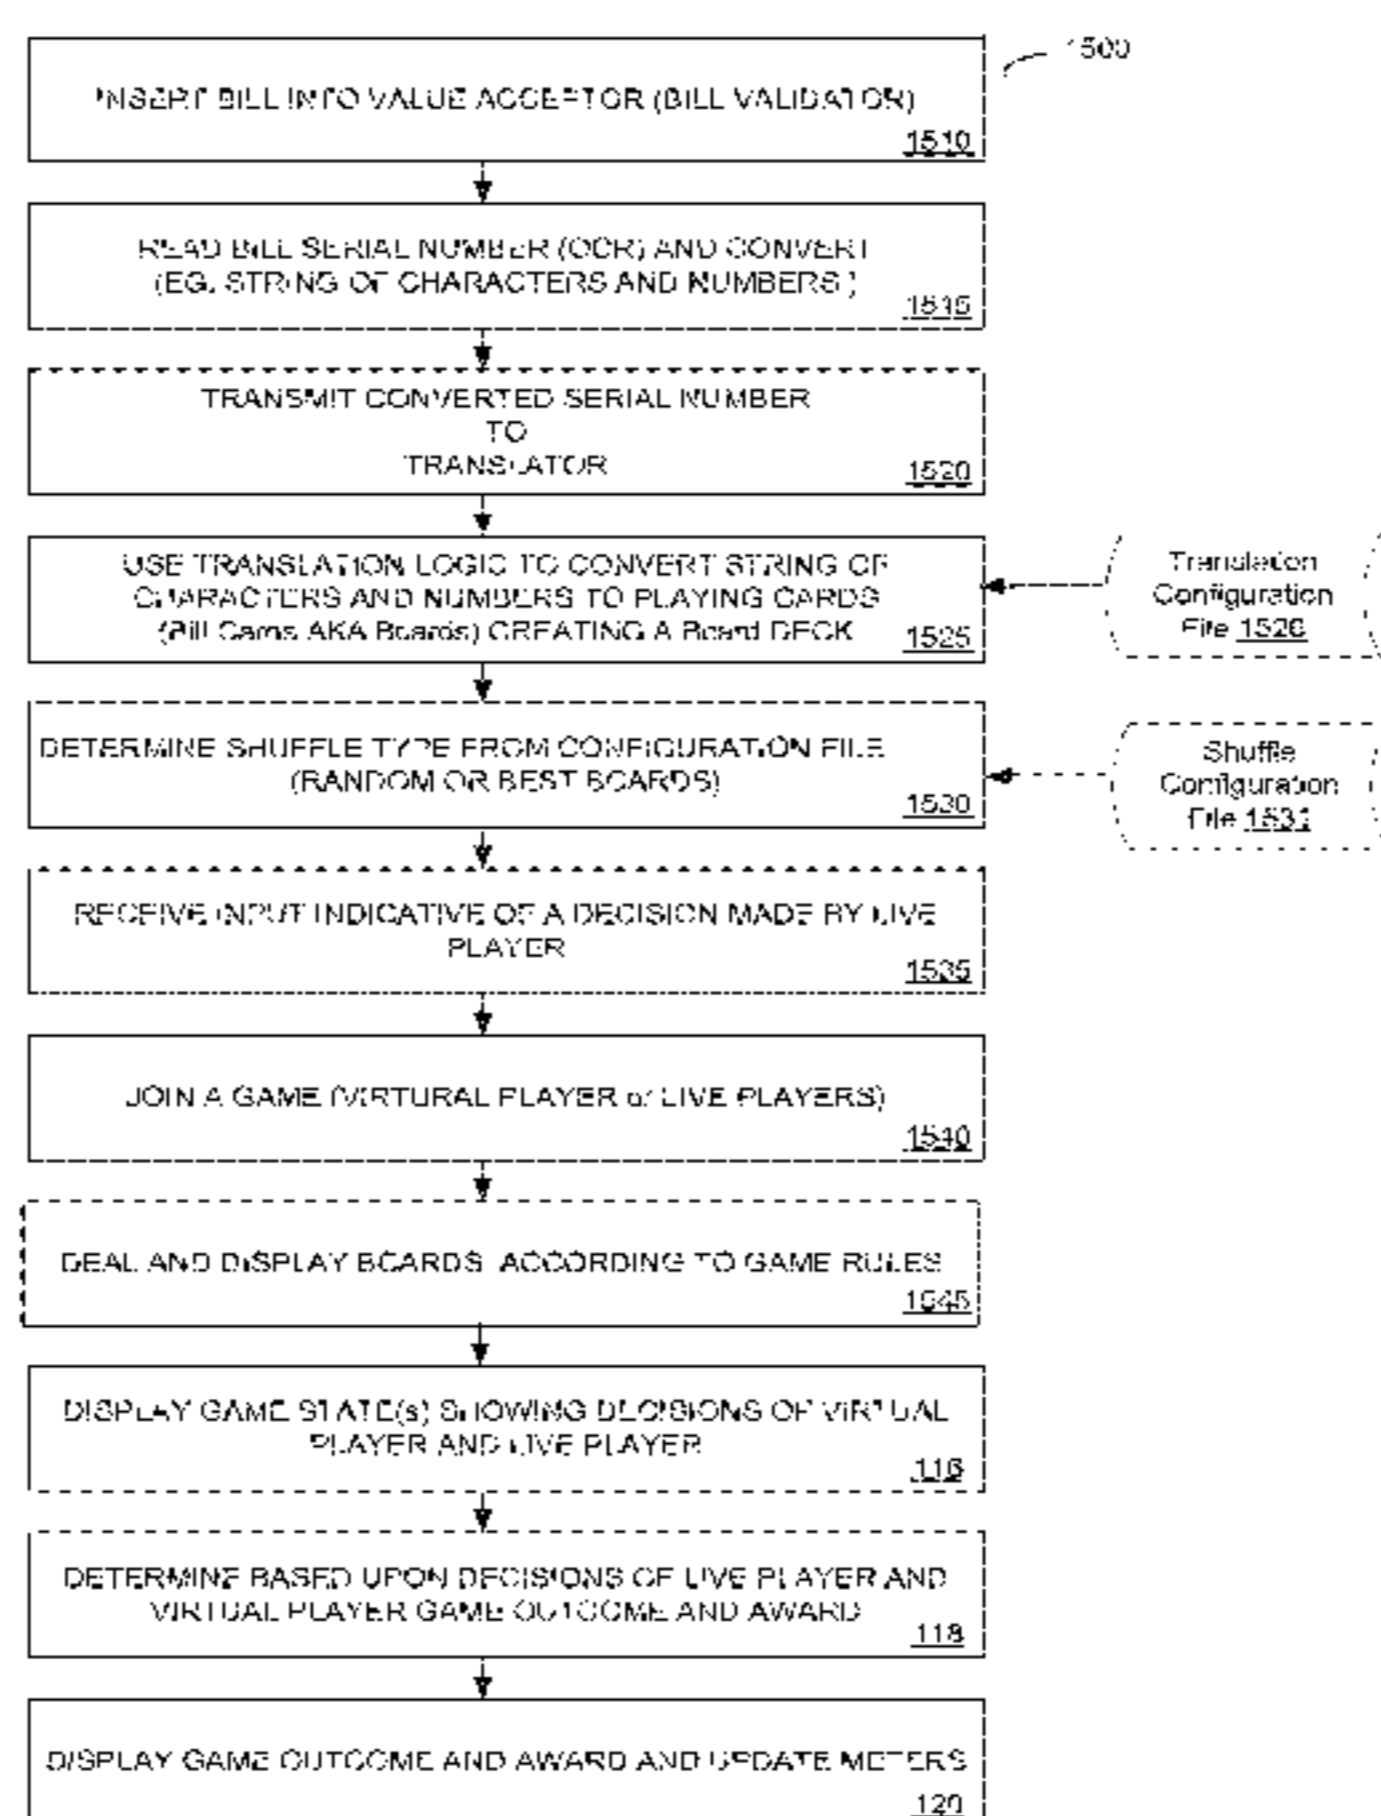 1500
INSERT BILL INTO VALUE ACCEPTOR (BILL VALIDATOR)
1510
READ BILL SERIAL NUMBER (OCR) AND CONVERT
(EG. STRING OF CHARACTERS AND NUMBERS )
1515
TRANSMIT CONVERTED SERIAL NUMBER
TO
TRANSLATOR
1520
USE TRANSLATION LOGIC TO CONVERT STRING OF
CHARACTERS AND NUMBERS TO PLAYING CARDS
(Bill Cards AKA Bcards) CREATING A Bcard DECK
1525
Translation
Configuration
File 1526
DETERMINE SHUFFLE TYPE FROM CONFIGURATION FILE
(RANDOM OR BEST BCARDS)
1530
Shuffle
Configuration
File
RECEIVE INPUT INDICATIVE OF A DECISION MADE BY LIVE
PLAYER
1535
JOIN A GAME (VIRTURAL PLAYER or LIVE PLAYERS)
1540
DEAL AND DISPLAY BCARDS ACCORDING TO GAME RULES
1545
DISPLAY GAME STATE(s) SHOWING DECISIONS OF VIRTUAL
PLAYER AND LIVE PLAYER
116
DETERMINE BASED UPON DECISIONS OF LIVE PLAYER AND
VIRTUAL PLAYER GAME OUTCOME AND AWARD
118
DISPLAY GAME OUTCOME AND AWARD AND UPDATE METERS
120